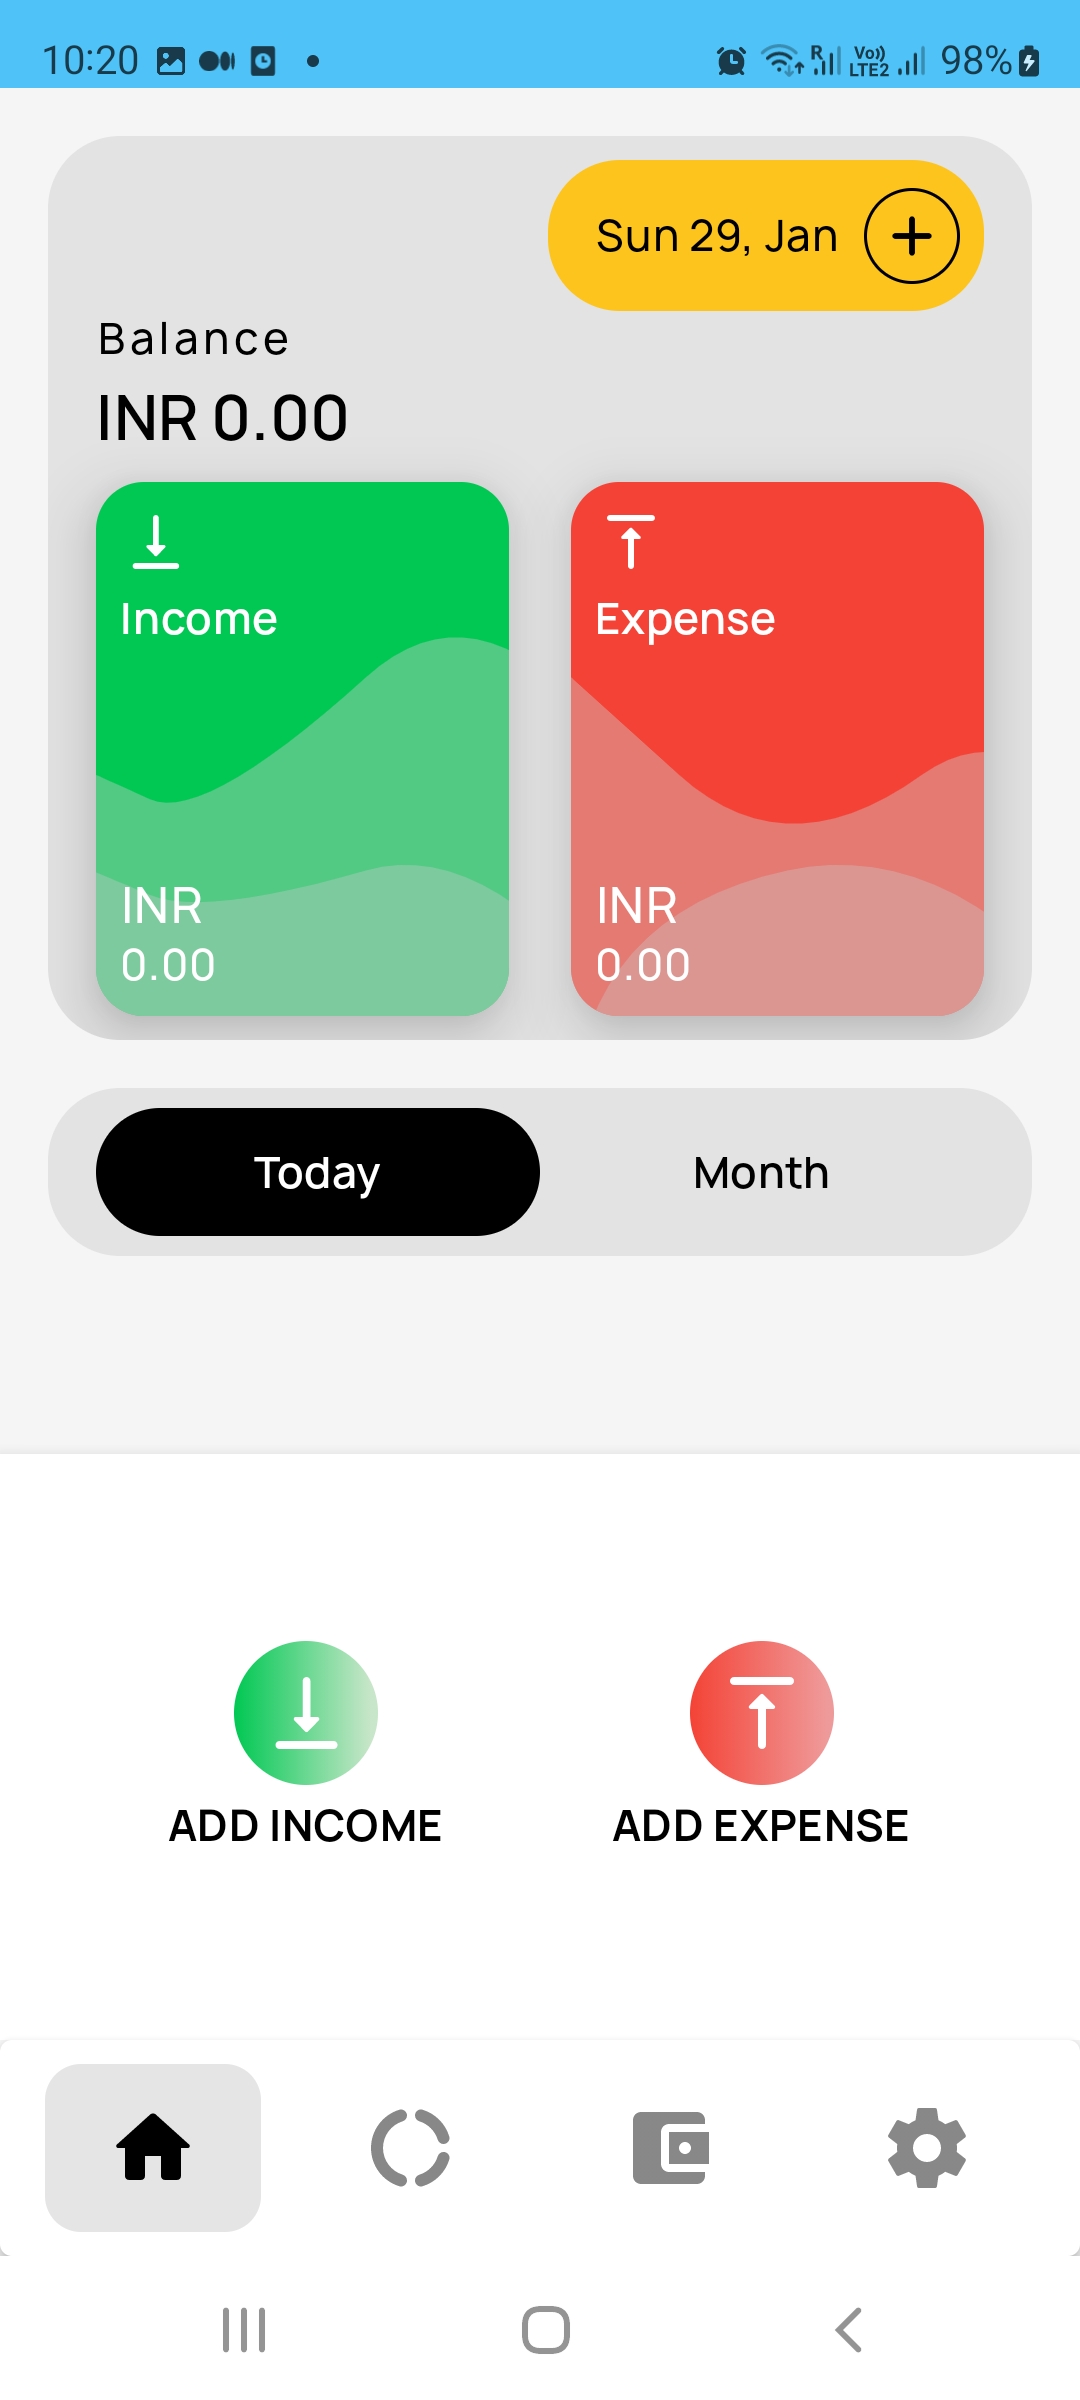 10:20 R Vo)) LTE2 98%
Sun 29, Jan
Balance
INR 0.00
Income
Expense
INR
0.00
INR
0.00
Today
Month
ADD INCOME
ADD EXPENSE